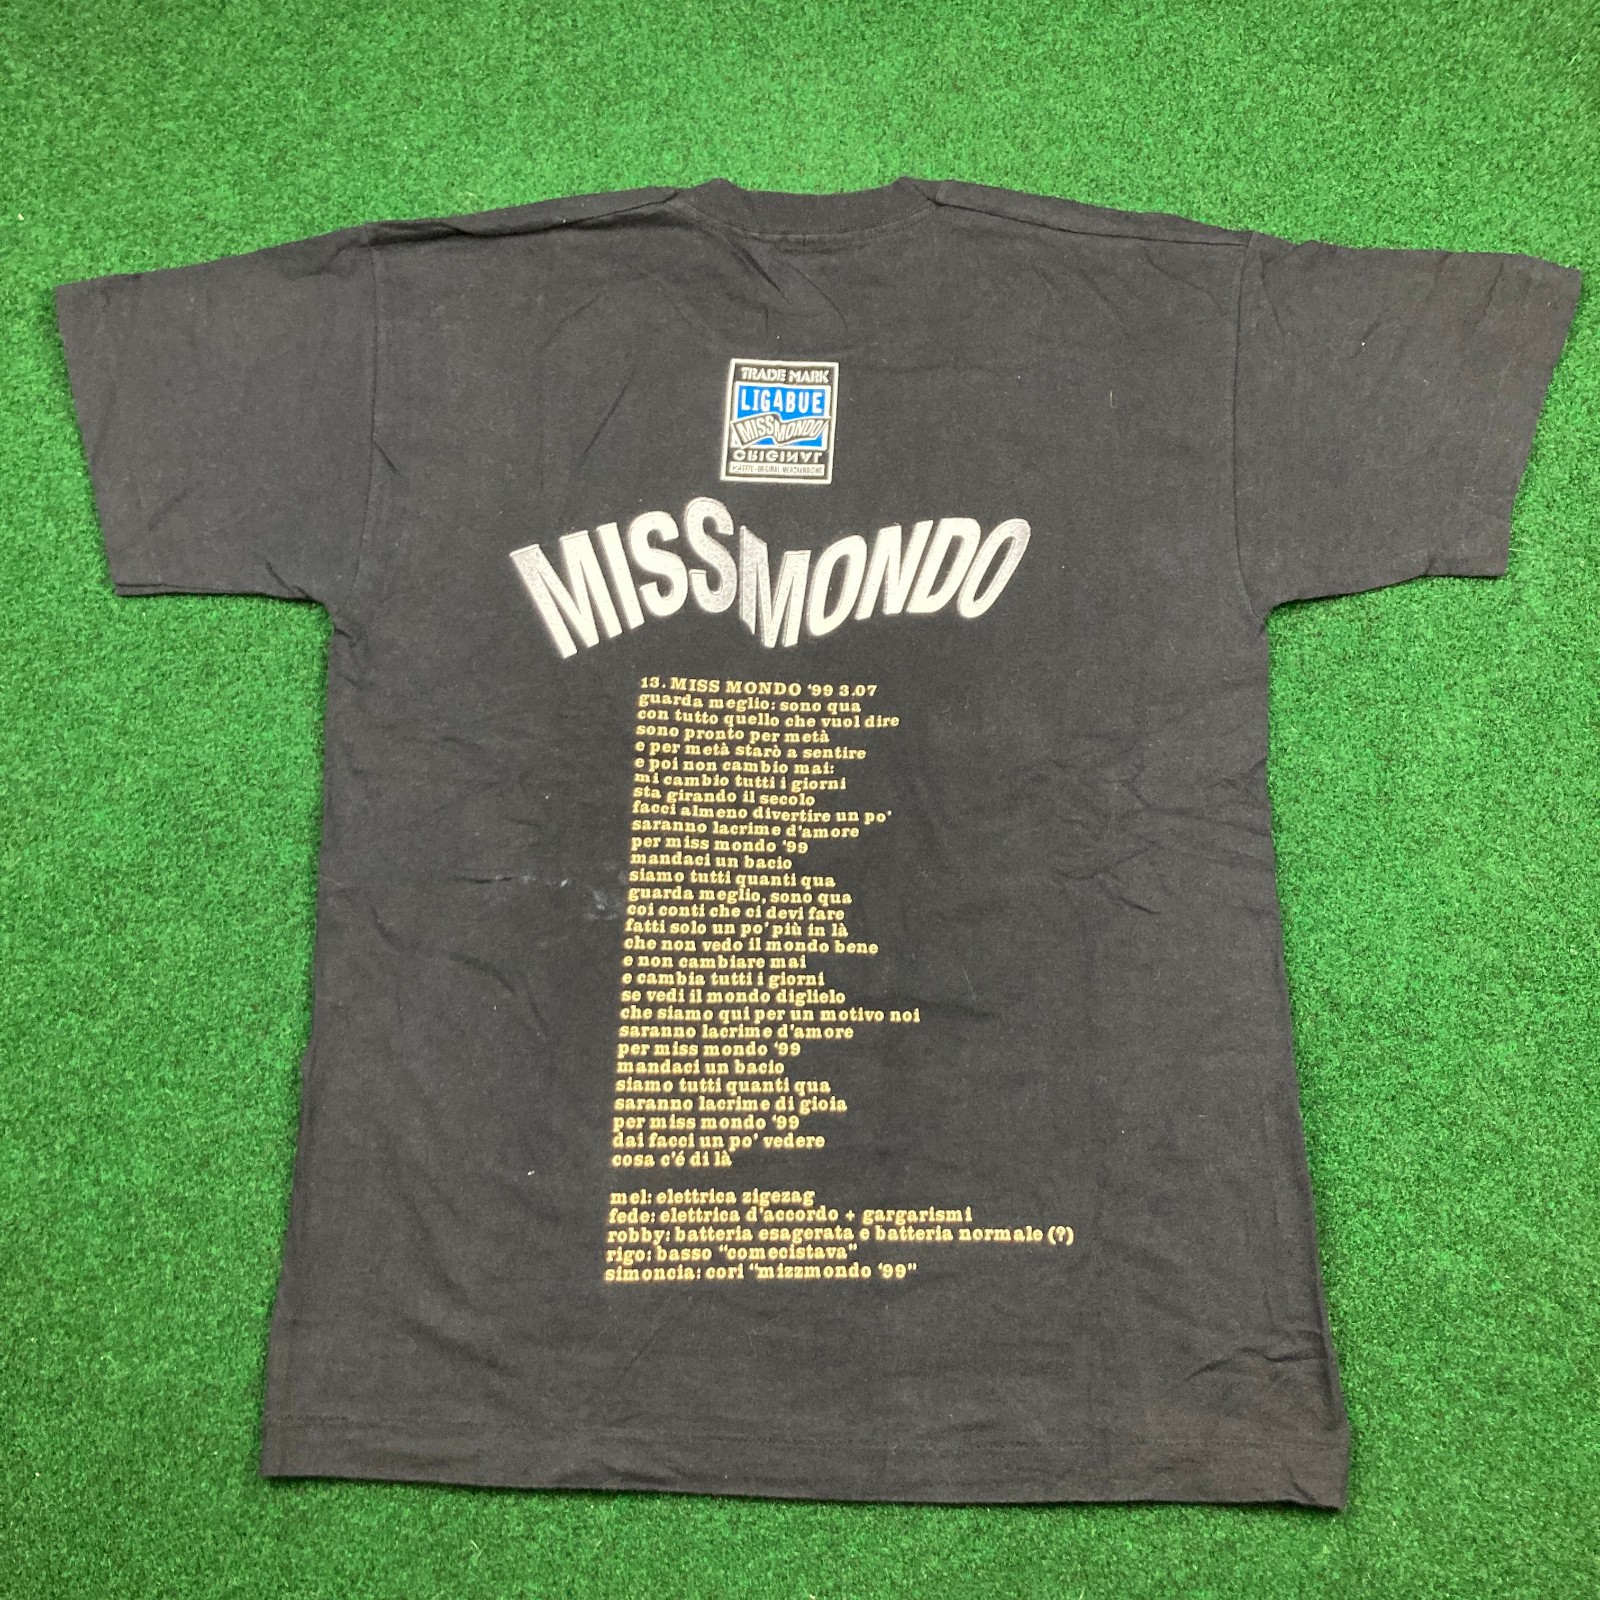 TRADE MARK
LIGABUE
MISS MONDO
ORIGINAL
MISS MONDO
13. MISS MONDO '99 3.07
guarda meglio: sono qua
con tutto quello che vuol dire
sono pronto per metà
e per metà starò a sentire
e poi non cambio mai:
mi cambio tutti i giorni
sta girando il secolo
facci almeno divertire un po'
saranno lacrime d'amore
per miss mondo '99
mandaci un bacio
siamo tutti quanti qua
guarda meglio, sono qua
coi conti che ci devi fare
fatti solo un po' più in là
che non vedo il mondo bene
e non cambiare mai
e cambia tutti i giorni
se vedi il mondo diglielo
che siamo qui per un motivo noi
saranno lacrime d'amore
per miss mondo '99
mandaci un bacio
siamo tutti quanti qua
saranno lacrime di gioia
per miss mondo '99
dai facci un po' vedere
cosa c'é di là
mel: elettrica zigezag
fede: elettrica d'accordo + gargarismi
robby: batteria esagerata e batteria normale (?)
rigo: basso "comecistava"
simoncia: cori "mizzmondo '99"